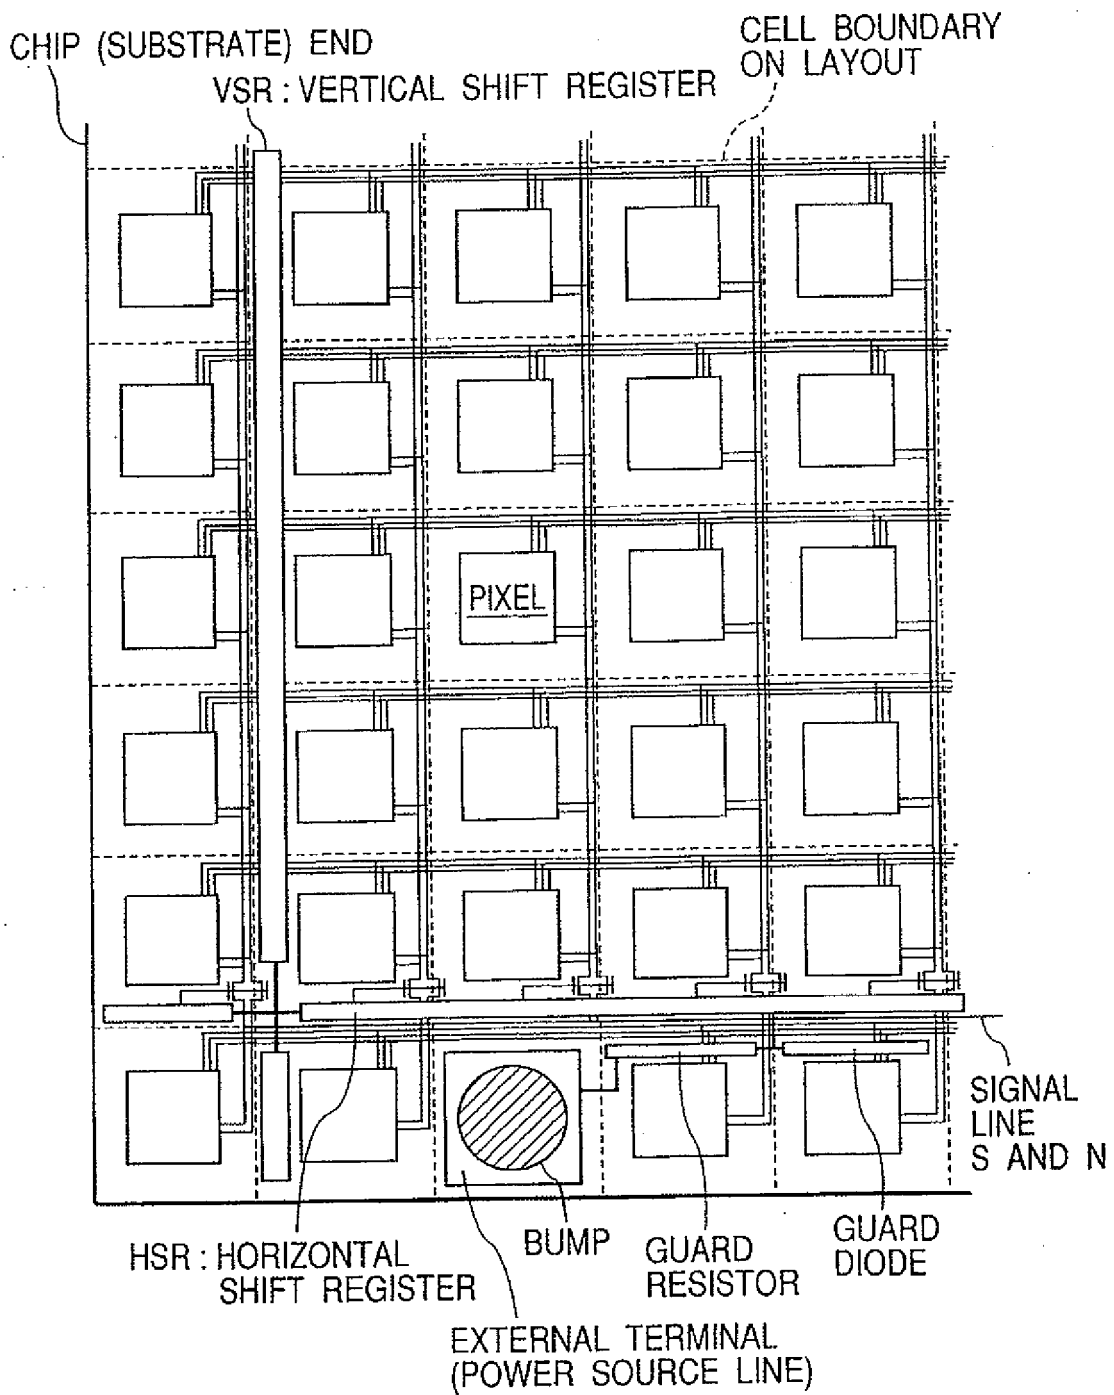 CHIP (SUBSTRATE) END
VSR : VERTICAL SHIFT REGISTER
CELL BOUNDARY
ON LAYOUT
PIXEL
SIGNAL
LINE
S AND N
HSR : HORIZONTAL
SHIFT REGISTER
BUMP
GUARD
RESISTOR
GUARD
DIODE
EXTERNAL TERMINAL
(POWER SOURCE LINE)